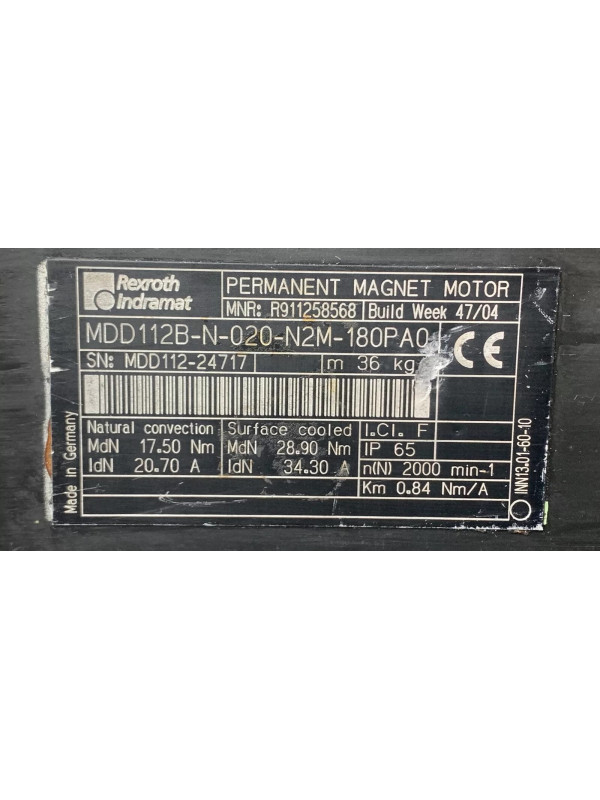 Rexroth
Indramat
PERMANENT MAGNET MOTOR
MNR: R911258568 Build Week 47/04
MDD112B-N-020-N2M-180PA0
CE
SN: MDD112-24717 m 36 kg
Natural convection Surface cooled I.Cl. F
MdN 17.50 Nm MdN 28.90 Nm IP 65
IdN 20.70 A IdN 34.30 A n(N) 2000 min-1
Km 0.84 Nm/A
Made in Germany
INN13.01-60-10